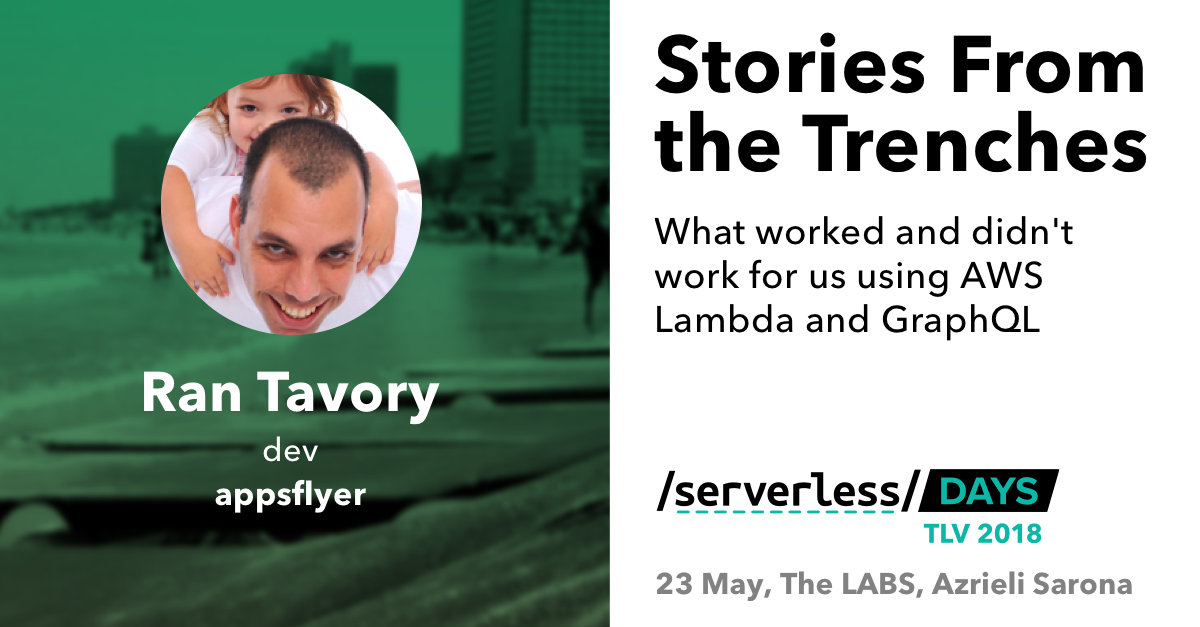 Ran Tavory
dev
appsflyer
Stories From
the Trenches
What worked and didn't
work for us using AWS
Lambda and GraphQL
/serverless/ DAYS
TLV 2018
23 May, The LABS, Azrieli Sarona